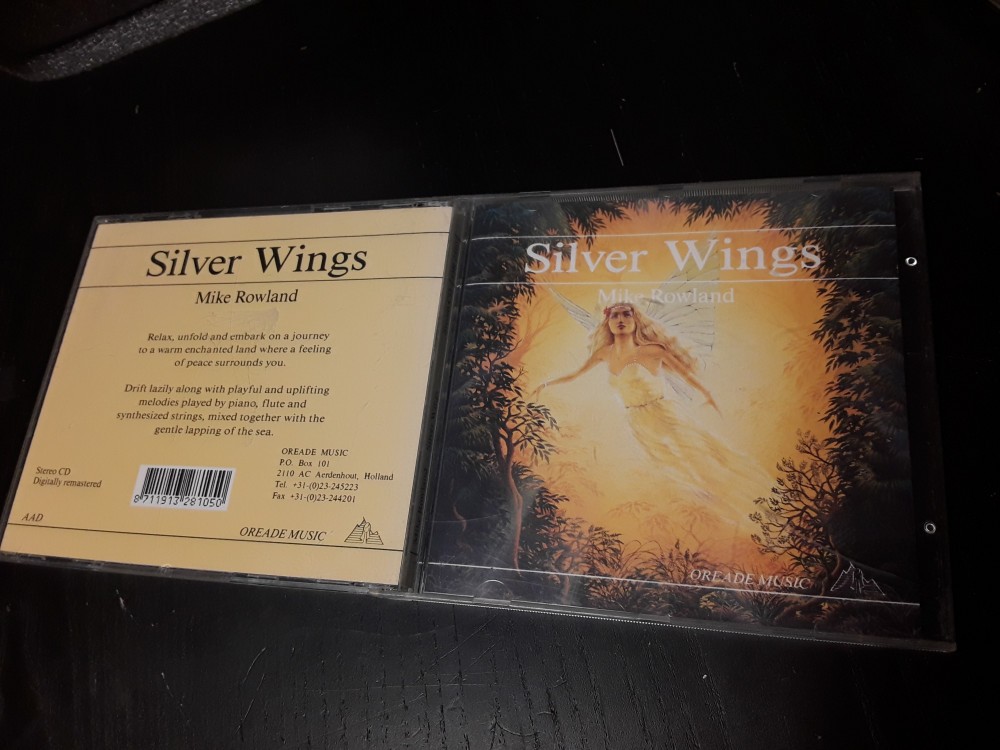 Silver Wings
Mike Rowland
Relax, unfold and embark on a journey
to a warm enchanted land where a feeling
of peace surrounds you.
Drift lazily along with playful and uplifting
melodies played by piano, flute and
synthesized strings, mixed together with the
gentle lapping of the sea.
OREADE MUSIC
P.O. Box 101
2110 AC Aerdenhout, Holland
Tel. +31-(0)23-245223
Fax +31-(0)23-244201
Stereo CD
Digitally remastered
8 711913 281050
AAD
OREADE MUSIC
Silver Wings
Mike Rowland
OREADE MUSIC